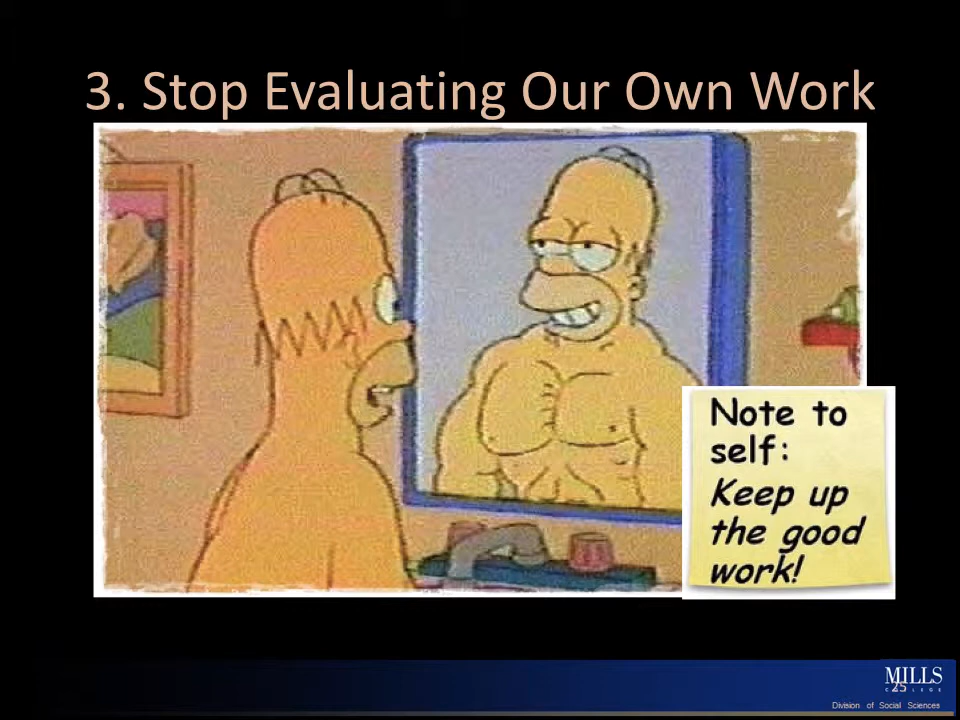 3. Stop Evaluating Our Own Work
Note to
self:
Keep up
the good
work!
MILLS
COLLEGE
25
Division of Social Sciences